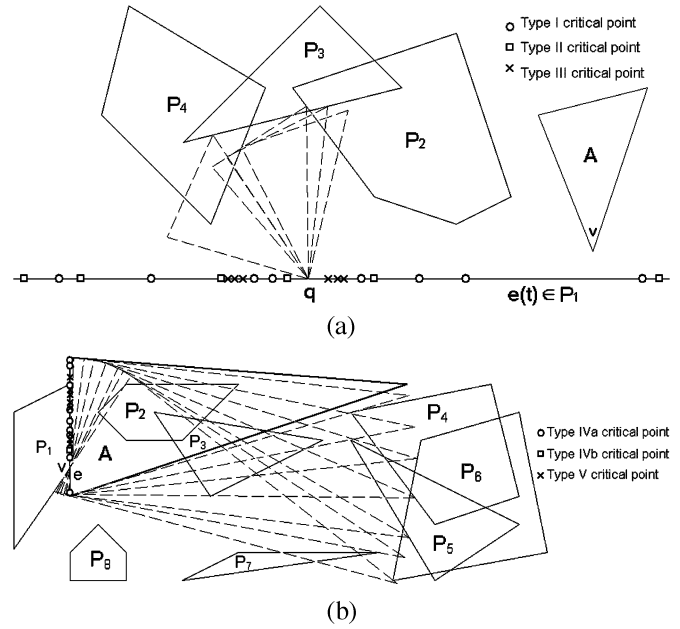 P3
P4
P2
A
v
Type I critical point
Type II critical point
Type III critical point
q
e(t) ∈ P1
(a)
P1
P2
P3
P4
A
v
e
P6
P5
P8
P7
Type IVa critical point
Type IVb critical point
Type V critical point
(b)